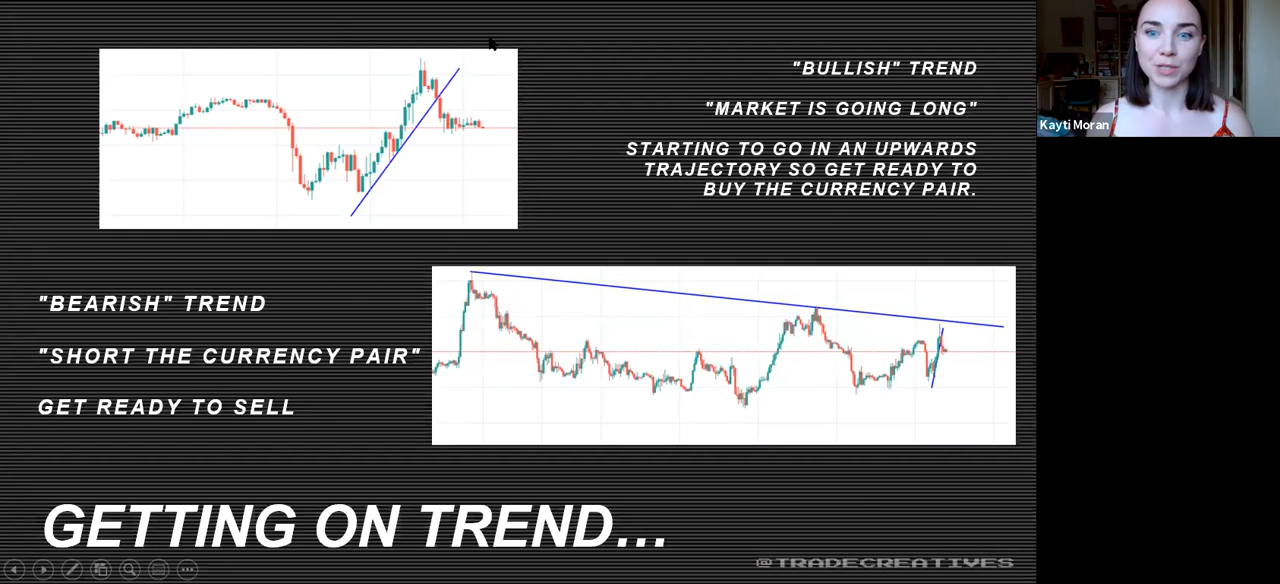 "BULLISH" TREND
"MARKET IS GOING LONG"
STARTING TO GO IN AN UPWARDS
TRAJECTORY SO GET READY TO
BUY THE CURRENCY PAIR.
Kayti Moran
"BEARISH" TREND
"SHORT THE CURRENCY PAIR"
GET READY TO SELL
GETTING ON TREND...
@TRADECREATIVES